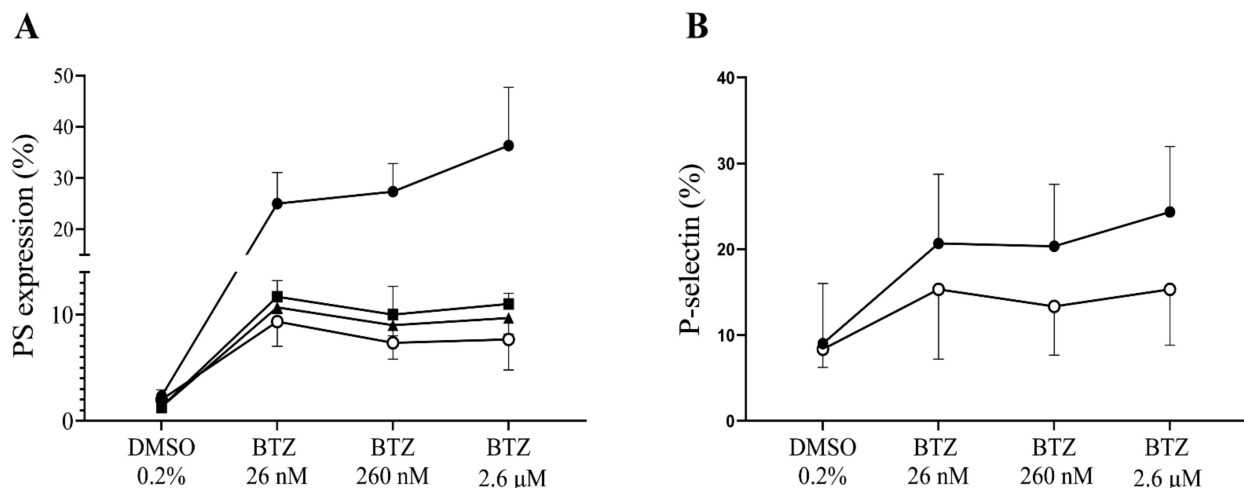 A
PS expression (%)
50
40
30
20
10
0
DMSO
0.2%
BTZ
26 nM
BTZ
260 nM
BTZ
2.6 μM
B
P-selectin (%)
40
30
20
10
0
DMSO
0.2%
BTZ
26 nM
BTZ
260 nM
BTZ
2.6 μM